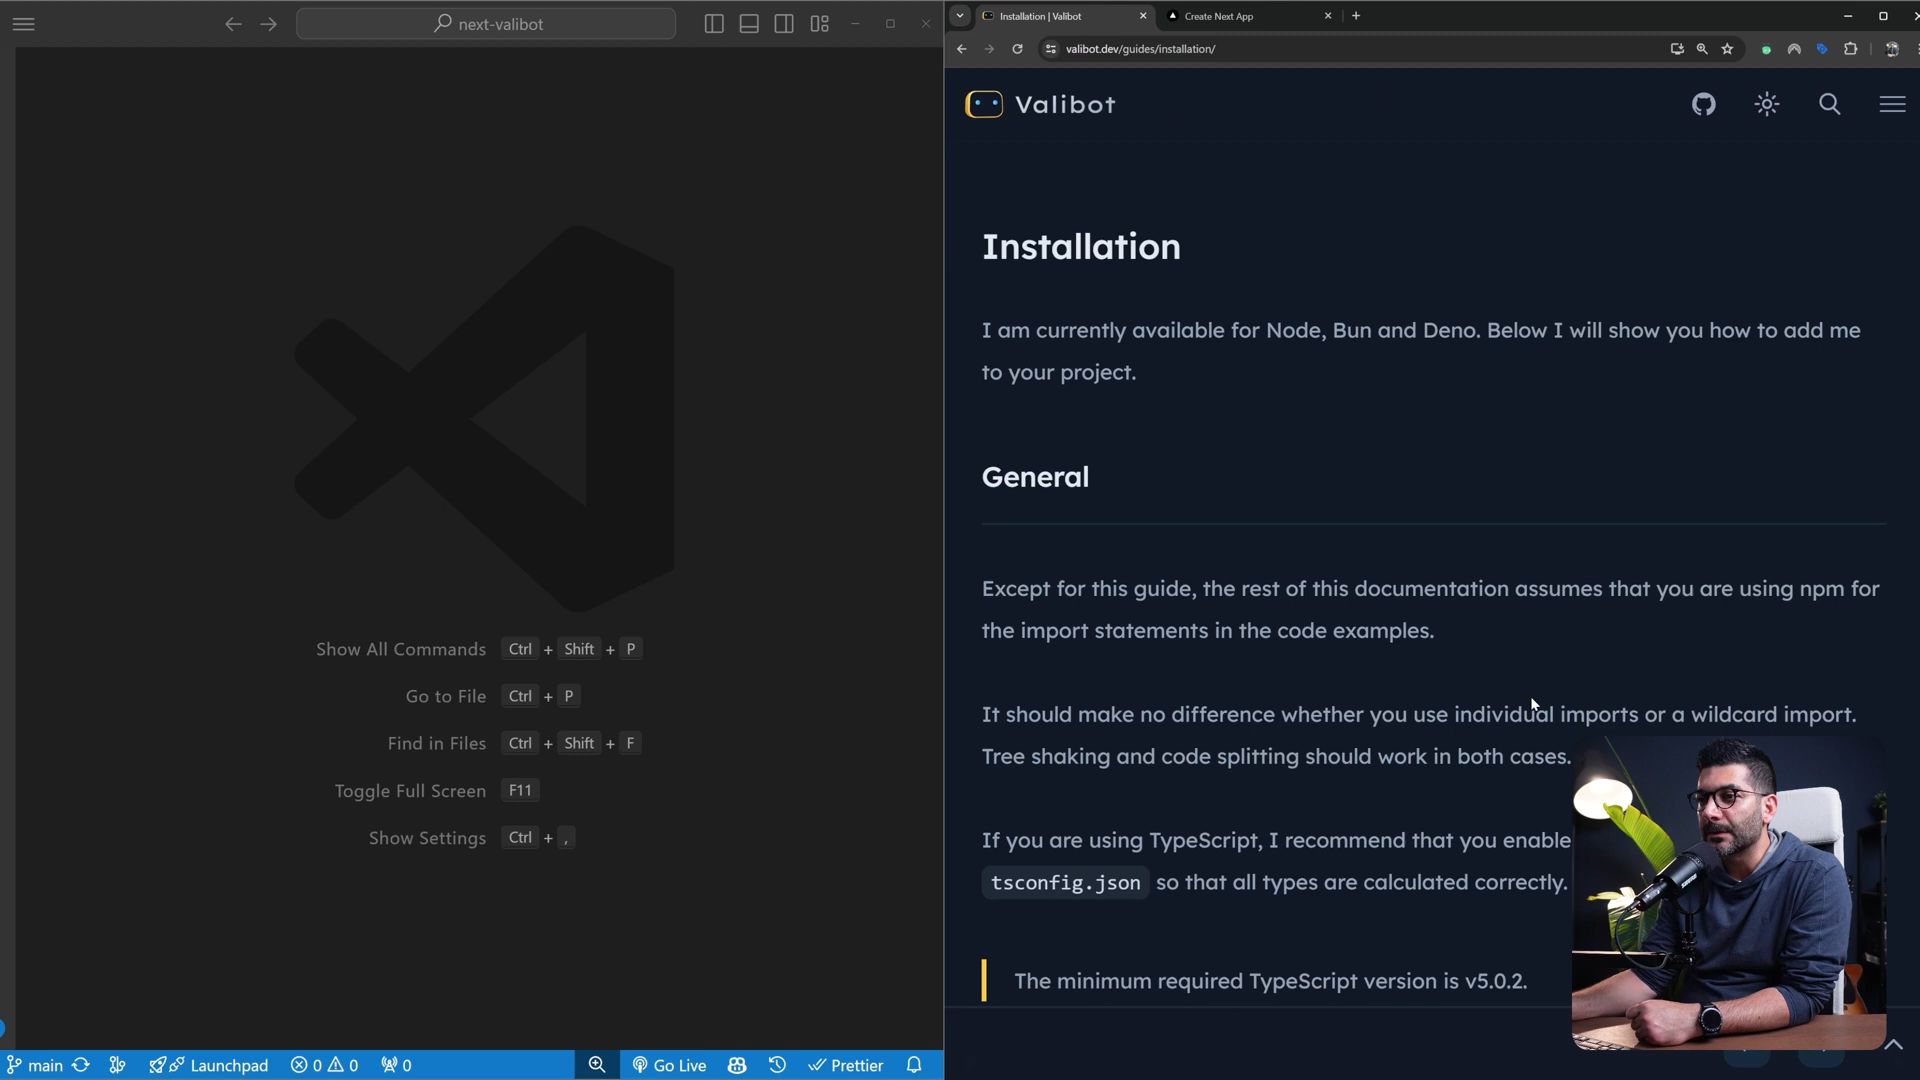 next-valibot
Show All Commands Ctrl + Shift + P
Go to File Ctrl + P
Find in Files Ctrl + Shift + F
Toggle Full Screen F11
Show Settings Ctrl + ,
main
Launchpad
0 0
0
Go Live
Prettier
Installation | Valibot
Create Next App
valibot.dev/guides/installation/
Valibot
Installation
I am currently available for Node, Bun and Deno. Below I will show you how to add me
to your project.
General
Except for this guide, the rest of this documentation assumes that you are using npm for
the import statements in the code examples.
It should make no difference whether you use individual imports or a wildcard import.
Tree shaking and code splitting should work in both cases.
If you are using TypeScript, I recommend that you enable
tsconfig.json so that all types are calculated correctly.
The minimum required TypeScript version is v5.0.2.